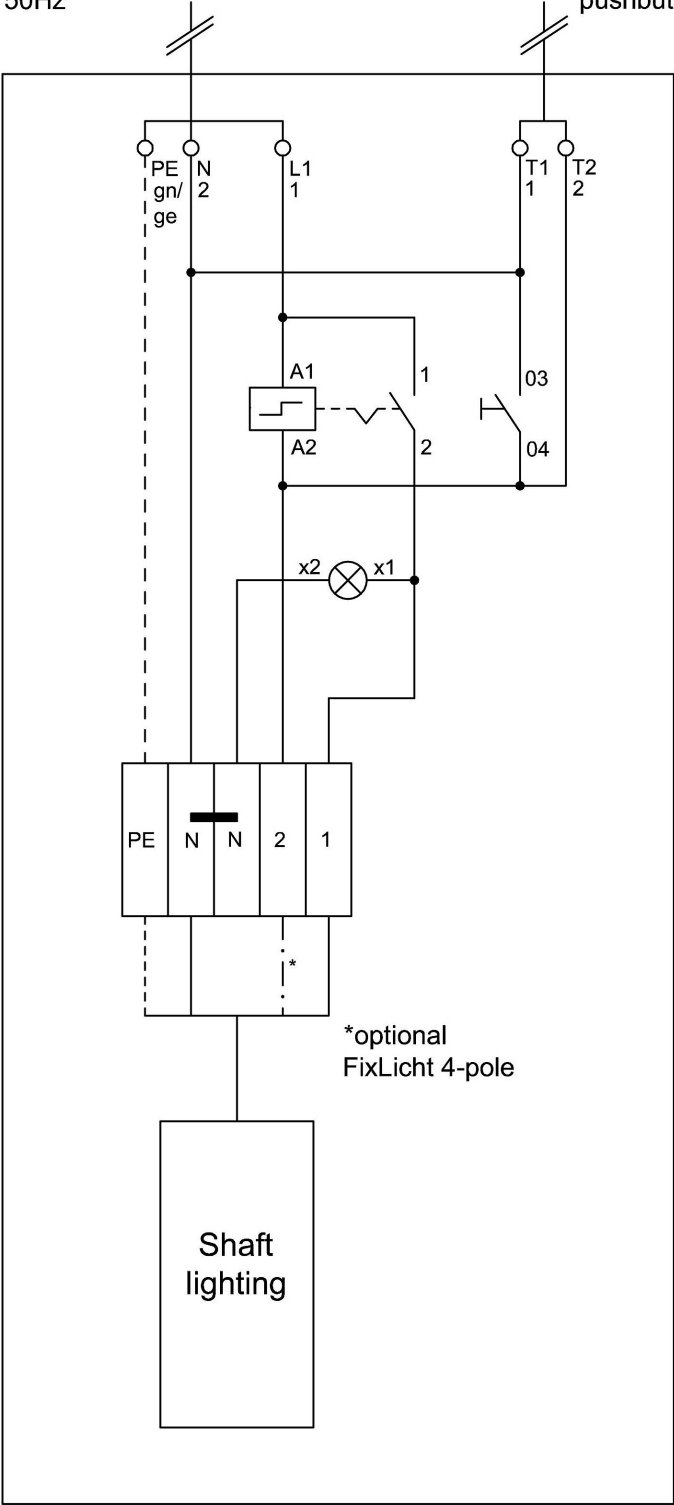 50Hz
pushbut
PE N L1 T1 T2
gn/ 2 1 1 2
ge
A1 1 03
A2 2 04
x2 x1
PE N N 2 1
*
*optional
FixLicht 4-pole
Shaft
lighting